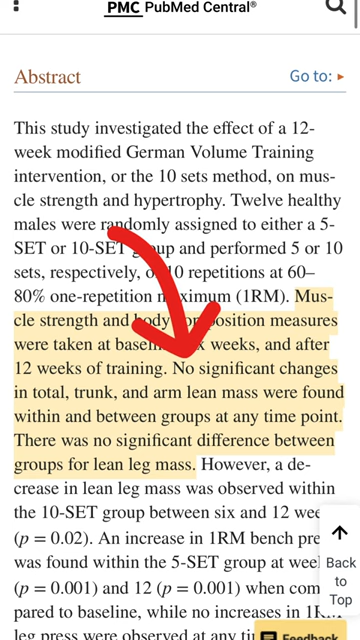 PMC PubMed Central®
Abstract
Go to: ▸
This study investigated the effect of a 12-
week modified German Volume Training
intervention, or the 10 sets method, on mus-
cle strength and hypertrophy. Twelve healthy
males were randomly assigned to either a 5-
SET or 10-SET group and performed 5 or 10
sets, respectively, of 10 repetitions at 60–
80% one-repetition maximum (1RM). Mus-
cle strength and body composition measures
were taken at baseline, six weeks, and after
12 weeks of training. No significant changes
in total, trunk, and arm lean mass were found
within and between groups at any time point.
There was no significant difference between
groups for lean leg mass. However, a de-
crease in lean leg mass was observed within
the 10-SET group between six and 12 wee
(p = 0.02). An increase in 1RM bench pre
was found within the 5-SET group at wee
(p = 0.001) and 12 (p = 0.001) when com
pared to baseline, while no increases in 1RM
leg press were observed at any ti
Back
to
Top
Feedback